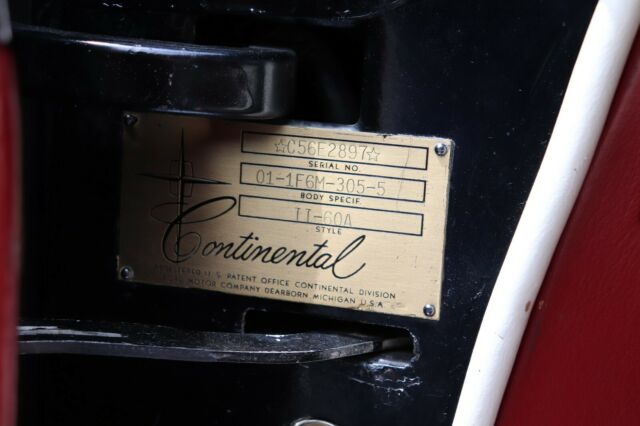 ☆C56F2897☆
SERIAL NO.
01-1F6M-305-5
BODY SPECIF.
II-60A
STYLE
Continental
U.S. PATENT OFFICE CONTINENTAL DIVISION
MOTOR COMPANY DEARBORN, MICHIGAN U.S.A.